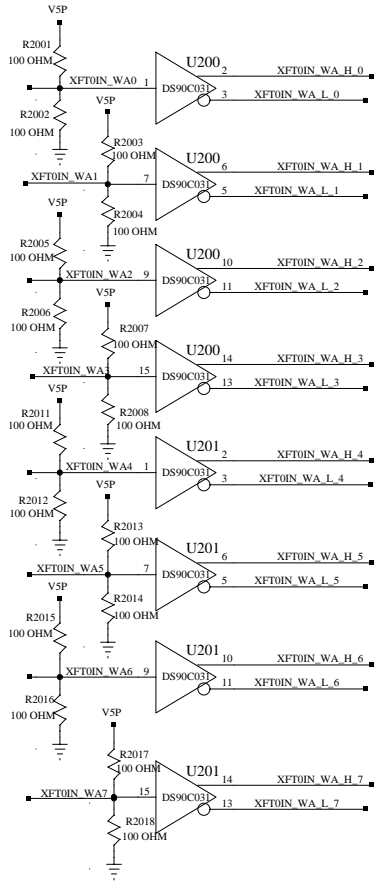 V5P
R2001
100 OHM
XFT0IN_WA0
1
U200
DS90C031
2
XFT0IN_WA_H_0
3
XFT0IN_WA_L_0
R2002
100 OHM
V5P
R2003
100 OHM
XFT0IN_WA1
7
U200
DS90C031
6
XFT0IN_WA_H_1
5
XFT0IN_WA_L_1
R2004
100 OHM
V5P
R2005
100 OHM
XFT0IN_WA2
9
U200
DS90C031
10
XFT0IN_WA_H_2
11
XFT0IN_WA_L_2
R2006
100 OHM
R2007
100 OHM
XFT0IN_WA3
15
U200
DS90C031
14
XFT0IN_WA_H_3
13
XFT0IN_WA_L_3
R2008
100 OHM
V5P
R2011
100 OHM
XFT0IN_WA4
1
U201
DS90C031
2
XFT0IN_WA_H_4
3
XFT0IN_WA_L_4
R2012
100 OHM
V5P
R2013
100 OHM
XFT0IN_WA5
7
U201
DS90C031
6
XFT0IN_WA_H_5
5
XFT0IN_WA_L_5
R2014
100 OHM
V5P
R2015
100 OHM
XFT0IN_WA6
9
U201
DS90C031
10
XFT0IN_WA_H_6
11
XFT0IN_WA_L_6
R2016
100 OHM
V5P
R2017
100 OHM
XFT0IN_WA7
15
U201
DS90C031
14
XFT0IN_WA_H_7
13
XFT0IN_WA_L_7
R2018
100 OHM